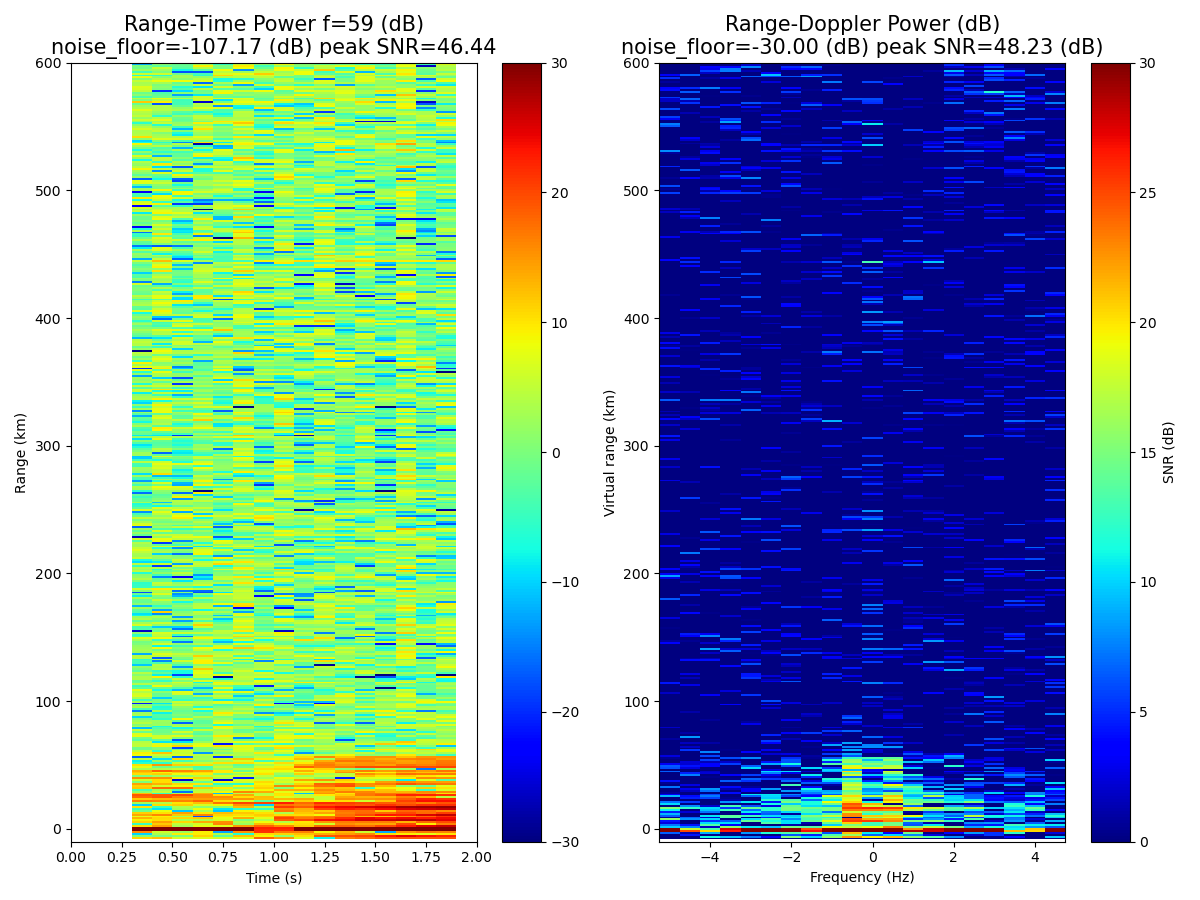 Range-Time Power f=59 (dB)
noise_floor=-107.17 (dB) peak SNR=46.44
600
500
400
300
200
100
0
Range (km)
0.00 0.25 0.50 0.75 1.00 1.25 1.50 1.75 2.00
Time (s)
30
20
10
0
−10
−20
−30
Range-Doppler Power (dB)
noise_floor=-30.00 (dB) peak SNR=48.23 (dB)
600
500
400
300
200
100
0
Virtual range (km)
−4 −2 0 2 4
Frequency (Hz)
30
25
20
15
10
5
0
SNR (dB)